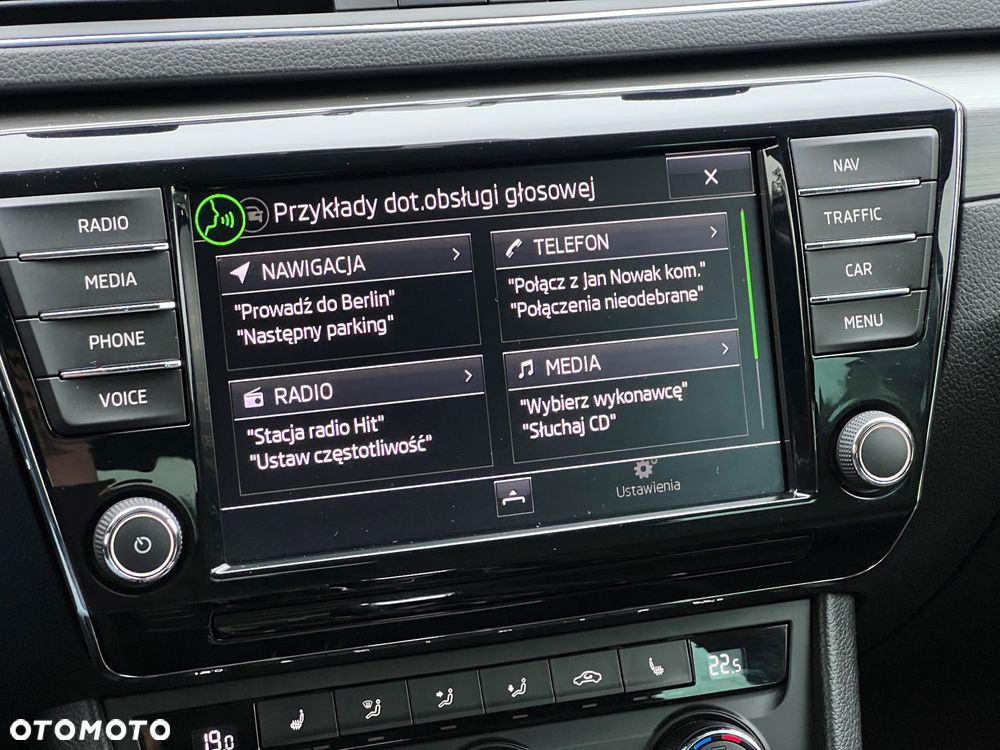 Przykłady dot.obsługi głosowej
X
NAWIGACJA
"Prowadź do Berlin"
"Następny parking"
TELEFON
"Połącz z Jan Nowak kom."
"Połączenia nieodebrane"
RADIO
"Stacja radio Hit"
"Ustaw częstotliwość"
MEDIA
"Wybierz wykonawcę"
"Słuchaj CD"
Ustawienia
RADIO
MEDIA
PHONE
VOICE
NAV
TRAFFIC
CAR
MENU
19.0
22.5
OTOMOTO